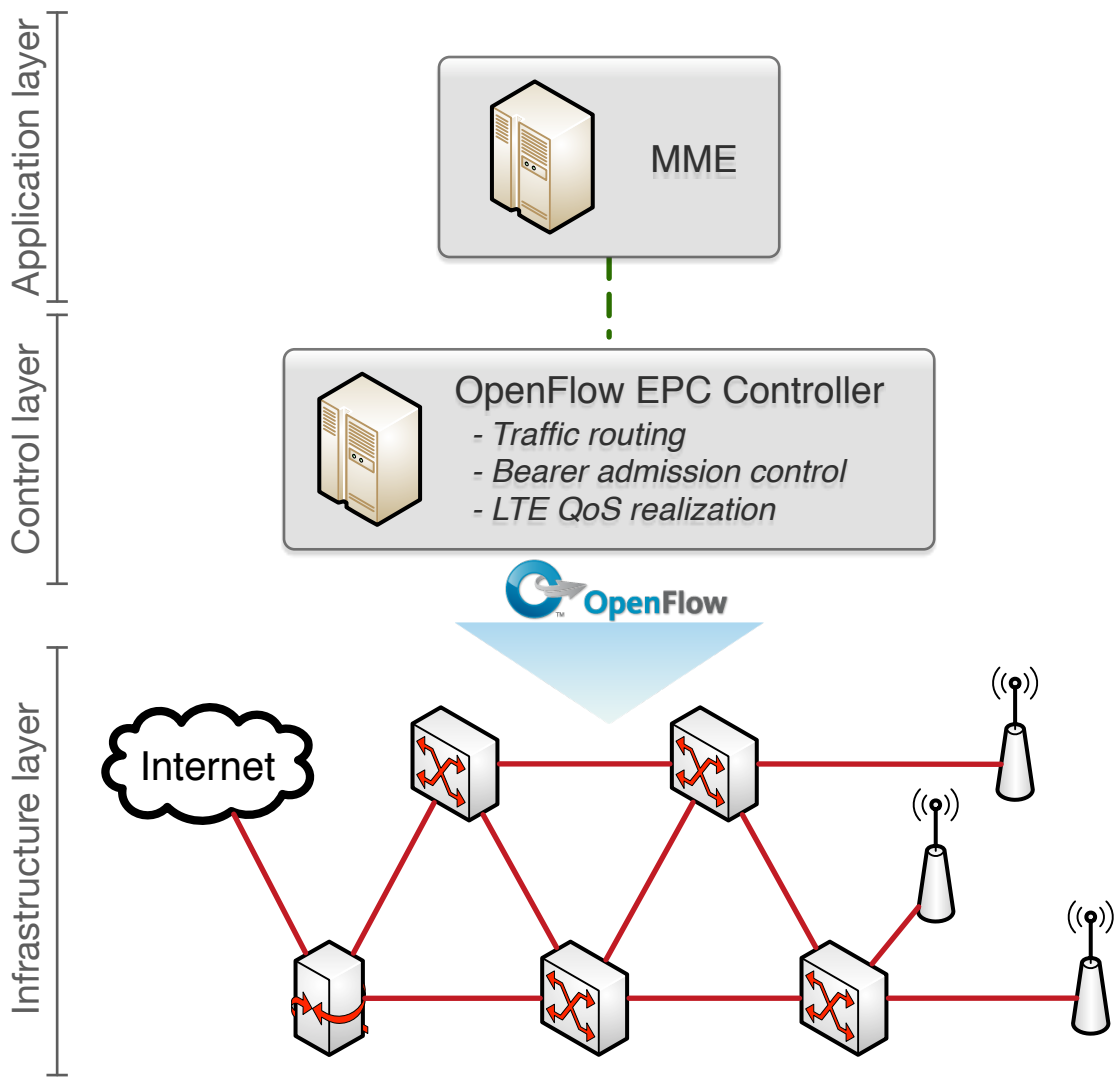 Application layer
MME
Control layer
OpenFlow EPC Controller
- Traffic routing
- Bearer admission control
- LTE QoS realization
OpenFlow
TM
Infrastructure layer
Internet